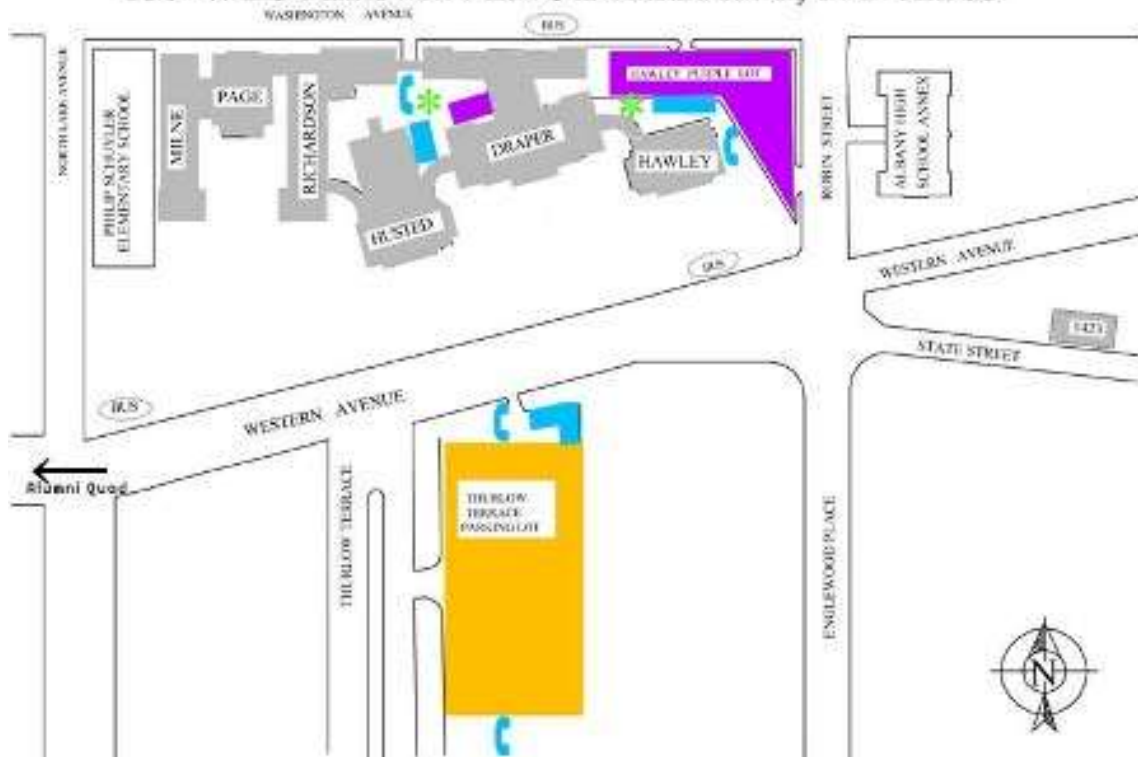 WASHINGTON AVENUE
BUS
NORTH LAKE AVENUE
PHILIP SCHUYLER
ELEMENTARY SCHOOL
MILNE
PAGE
RICHARDSON
HUSTED
DRAPER
HAWLEY PURPLE LOT
HAWLEY
ROBIN STREET
ALBANY HIGH
SCHOOL ANNEX
WESTERN AVENUE
BUS
STATE STREET
BUS
WESTERN AVENUE
Alumni Quad
THURLOW TERRACE
THURLOW
TERRACE
PARKING LOT
ENGLEWOOD PLACE
N